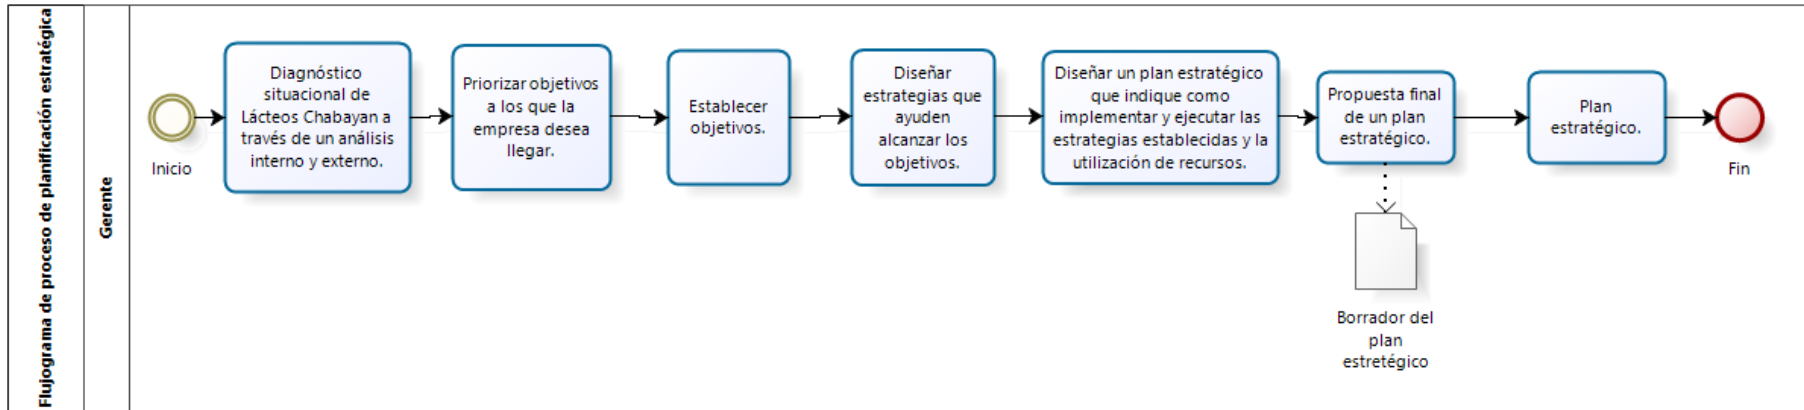 Flujograma de proceso de planificación estratégica
Gerente
Inicio
Diagnóstico
situacional de
Lácteos Chabayan a
través de un análisis
interno y externo.
Priorizar objetivos
a los que la
empresa desea
llegar.
Establecer
objetivos.
Diseñar
estrategias que
ayuden
alcanzar los
objetivos.
Diseñar un plan estratégico
que indique como
implementar y ejecutar las
estrategias establecidas y la
utilización de recursos.
Propuesta final
de un plan
estratégico.
Borrador del
plan
estretégico
Plan
estratégico.
Fin